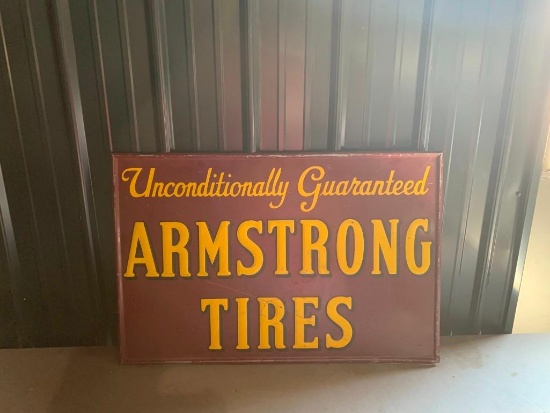 Unconditionally Guaranteed
ARMSTRONG
TIRES